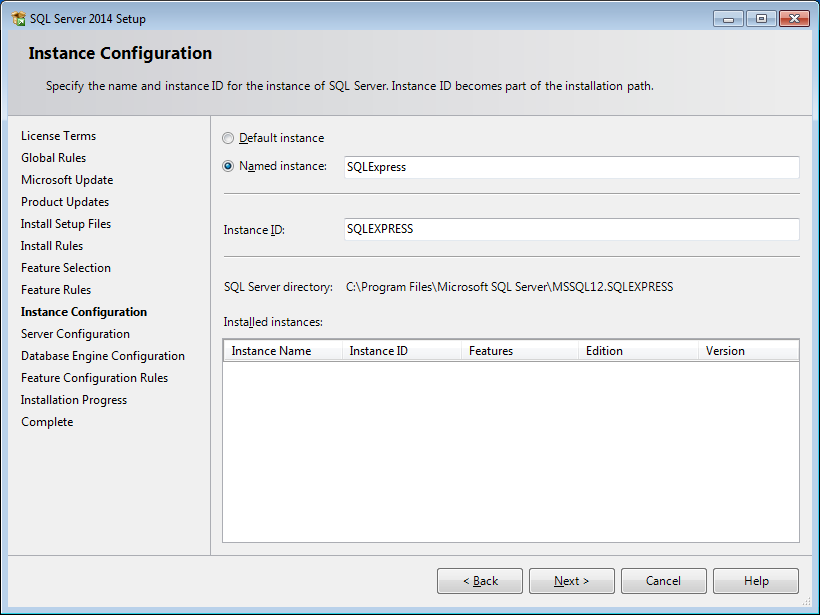 SQL Server 2014 Setup
Instance Configuration
Specify the name and instance ID for the instance of SQL Server. Instance ID becomes part of the installation path.
License Terms
Global Rules
Microsoft Update
Product Updates
Install Setup Files
Install Rules
Feature Selection
Feature Rules
Instance Configuration
Server Configuration
Database Engine Configuration
Feature Configuration Rules
Installation Progress
Complete
Default instance
Named instance: SQLExpress
Instance ID: SQLEXPRESS
SQL Server directory: C:\Program Files\Microsoft SQL Server\MSSQL12.SQLEXPRESS
Installed instances:
Instance Name Instance ID Features Edition Version
< Back Next > Cancel Help